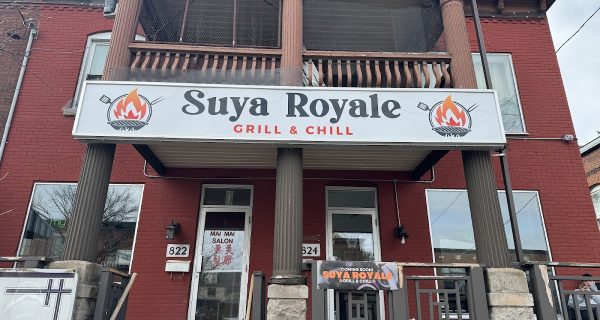 Suya Royale
GRILL & CHILL
822
MAI MAI
SALON
824
COMING SOON!
SUYA ROYALE
GRILL & CHILL